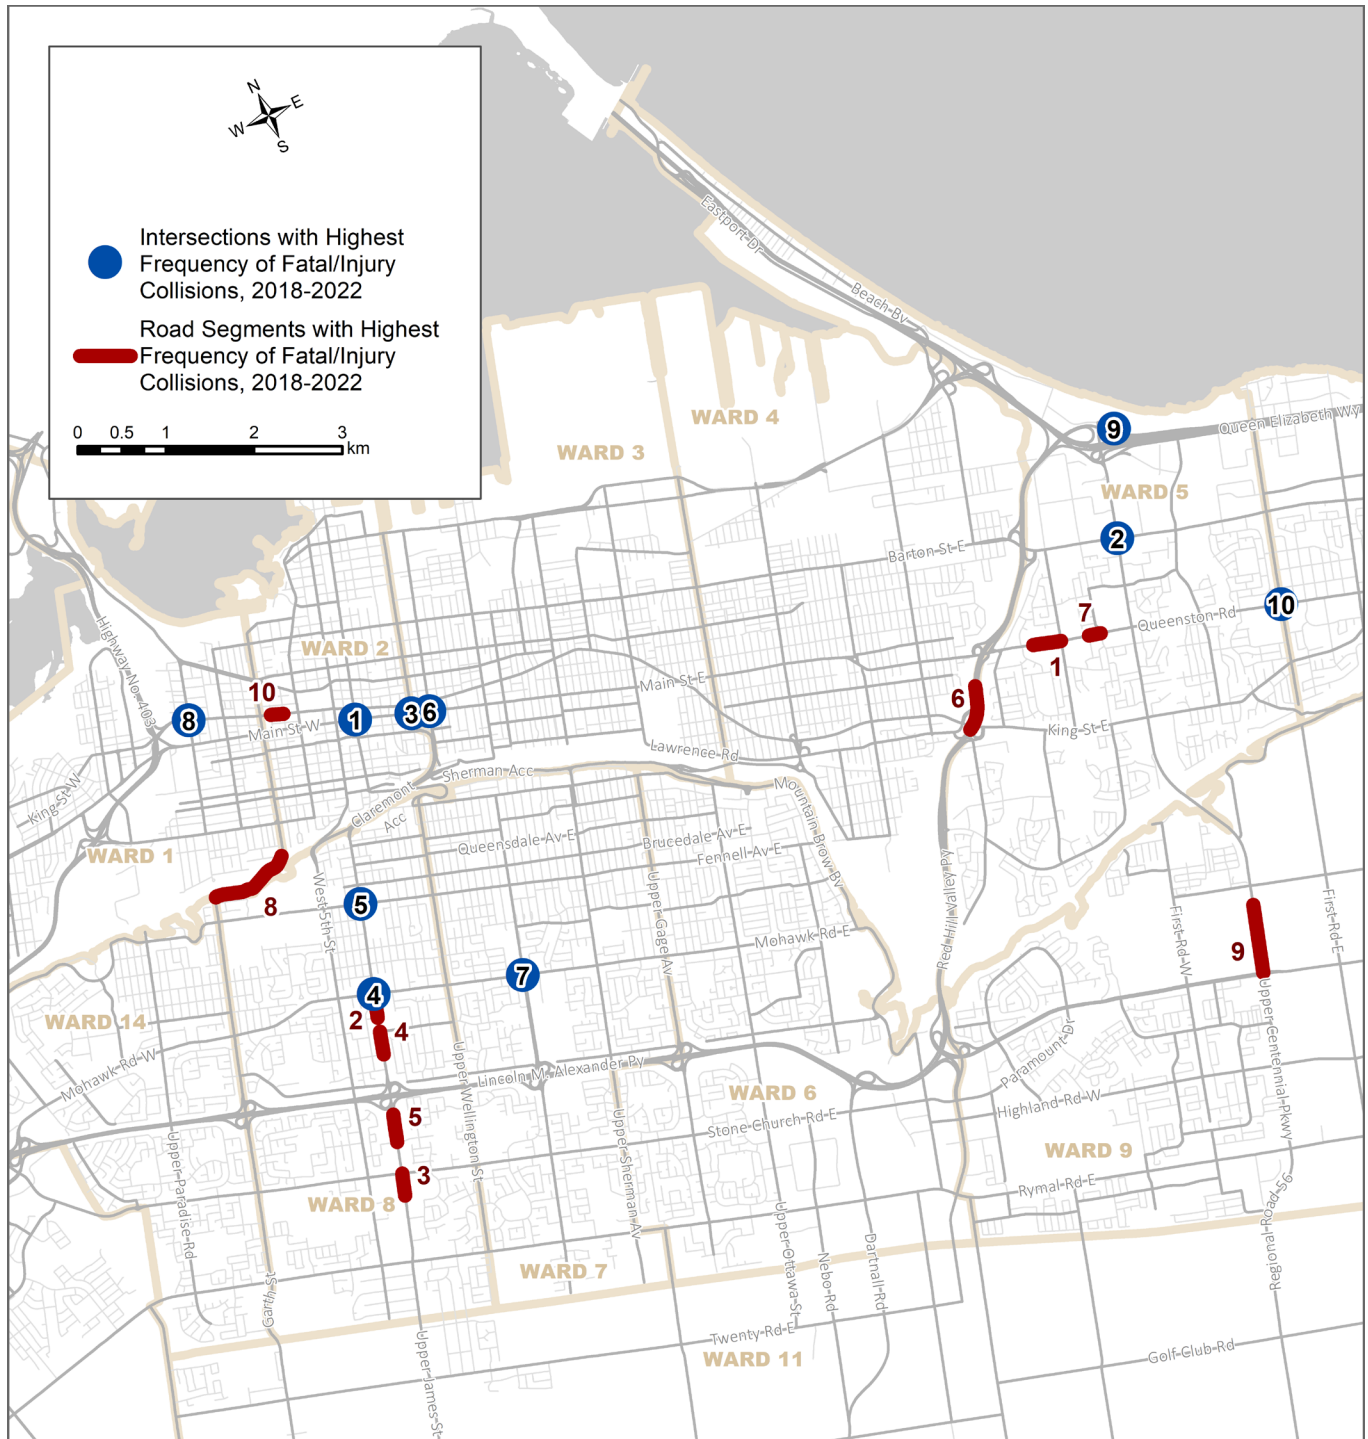 N
E
W
S
Intersections with Highest
Frequency of Fatal/Injury
Collisions, 2018-2022
Road Segments with Highest
Frequency of Fatal/Injury
Collisions, 2018-2022
0 0.5 1 2 3
km
Eastport Dr
Beach Bv
WARD 4
WARD 3
9
Queen Elizabeth Wy
WARD 5
2
Barton St E
10
7
Queenston Rd
1
Highway No. 403
WARD 2
Main St E
6
10
8
1
3
6
Main St W
King St E
Lawrence Rd
Sherman Acc
King St W
Claremont
Acc
Mountain Brow Bv
Queensdale Av E
Brucedale Av E
Fennell Av E
WARD 1
8
West 5th St
5
Upper Gage Av
Red Hill Valley Py
First Rd W
First Rd E
Mohawk Rd E
9
7
4
2
4
WARD 14
Mohawk Rd W
Upper Wellington St
Lincoln M. Alexander Py
Upper Centennial Pkwy
Paramount Dr
WARD 6
Highland Rd W
5
Stone Church Rd E
Upper Sherman Av
WARD 9
Upper Paradise Rd
3
WARD 8
Rymal Rd E
Upper Ottawa St
Nebo Rd
Dartnall Rd
Regional Road 56
WARD 7
Garth St
Upper James St
Twenty Rd E
WARD 11
Golf Club Rd